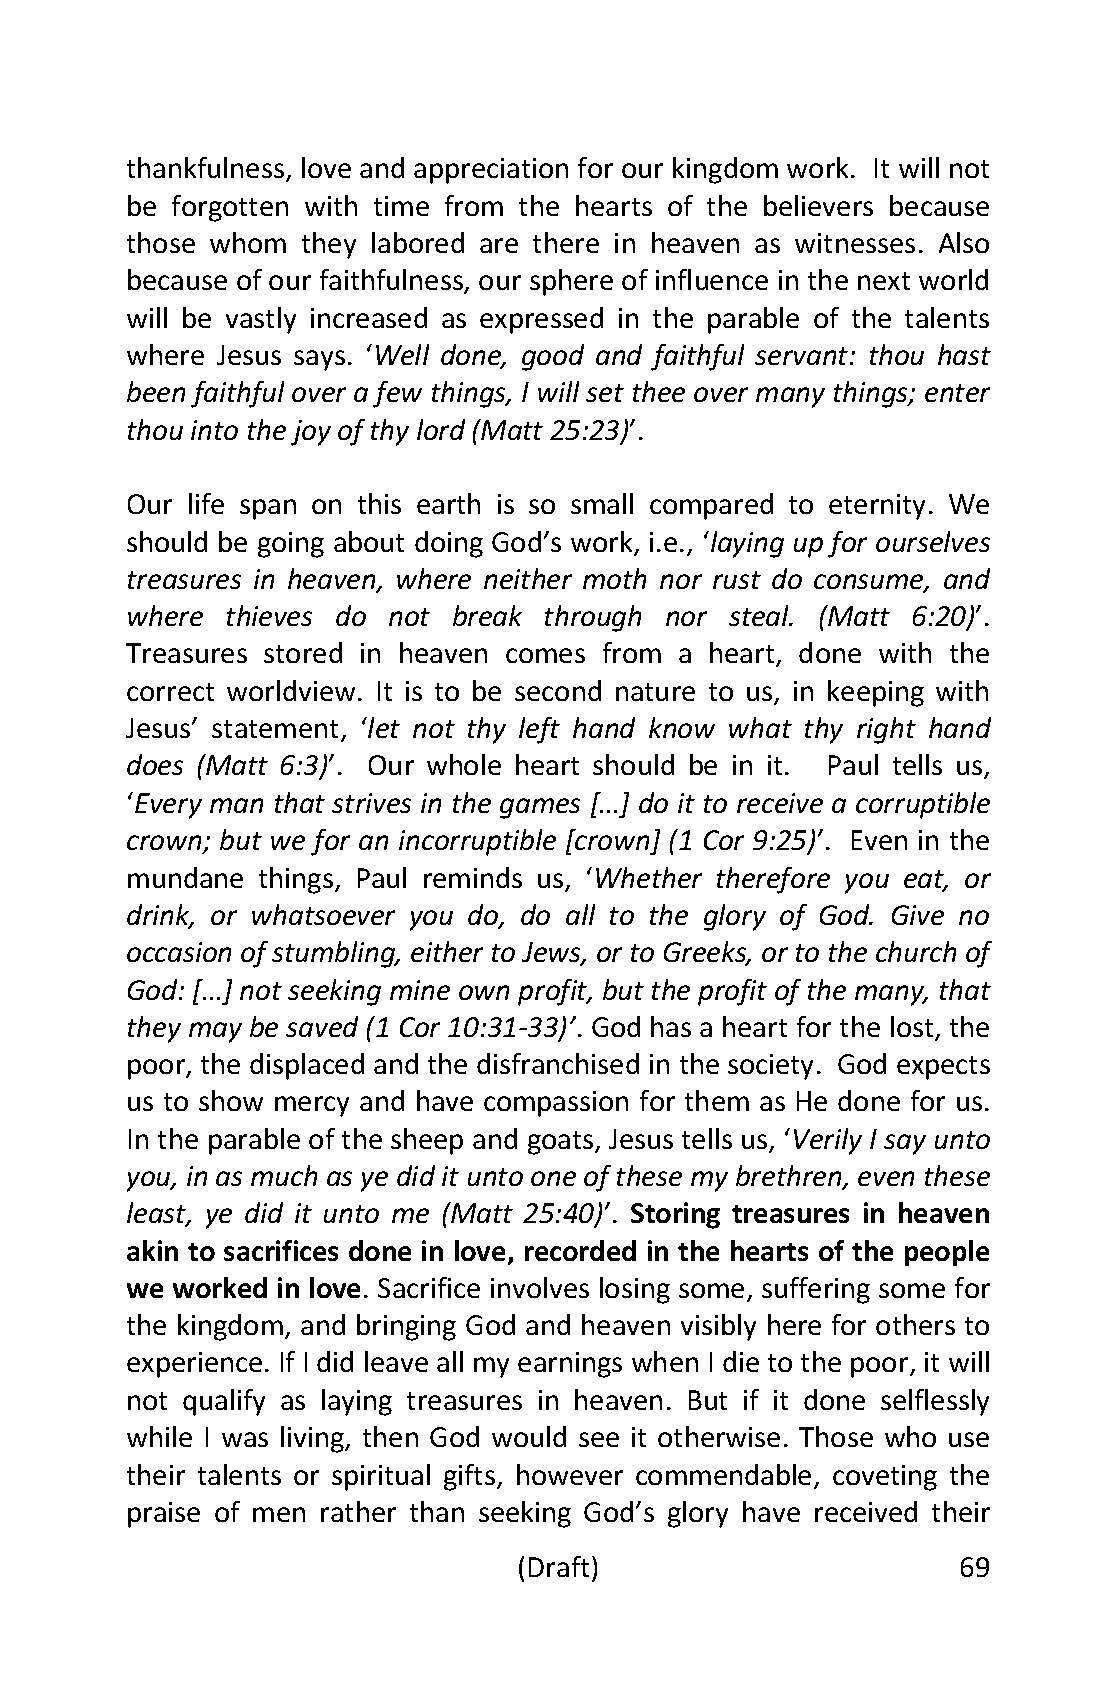 thankfulness, love and appreciation for our kingdom work.  It will not
be forgotten with time from the hearts of the believers because
those whom they labored are there in heaven as witnesses. Also
because of our faithfulness, our sphere of influence in the next world
will be vastly increased as expressed in the parable of the talents
where Jesus says. ‘Well done, good and faithful servant: thou hast
been faithful over a few things, I will set thee over many things; enter
thou into the joy of thy lord (Matt 25:23)’.
Our life span on this earth is so small compared to eternity. We
should be going about doing God’s work, i.e., ‘laying up for ourselves
treasures in heaven, where neither moth nor rust do consume, and
where thieves do not break through nor steal. (Matt 6:20)’.
Treasures stored in heaven comes from a heart, done with the
correct worldview. It is to be second nature to us, in keeping with
Jesus’ statement, ‘let not thy left hand know what thy right hand
does (Matt 6:3)’.  Our whole heart should be in it.  Paul tells us,
‘Every man that strives in the games [...] do it to receive a corruptible
crown; but we for an incorruptible [crown] (1 Cor 9:25)’.  Even in the
mundane things, Paul reminds us, ‘Whether therefore you eat, or
drink, or whatsoever you do, do all to the glory of God. Give no
occasion of stumbling, either to Jews, or to Greeks, or to the church of
God: [...] not seeking mine own profit, but the profit of the many, that
they may be saved (1 Cor 10:31-33)’. God has a heart for the lost, the
poor, the displaced and the disfranchised in the society.  God expects
us to show mercy and have compassion for them as He done for us.
In the parable of the sheep and goats, Jesus tells us, ‘Verily I say unto
you, in as much as ye did it unto one of these my brethren, even these
least, ye did it unto me (Matt 25:40)’. Storing treasures in heaven
akin to sacrifices done in love, recorded in the hearts of the people
we worked in love. Sacrifice involves losing some, suffering some for
the kingdom, and bringing God and heaven visibly here for others to
experience. If I did leave all my earnings when I die to the poor, it will
not qualify as laying treasures in heaven. But if it done selflessly
while I was living, then God would see it otherwise. Those who use
their talents or spiritual gifts, however commendable, coveting the
praise of men rather than seeking God’s glory have received their
(Draft) 69